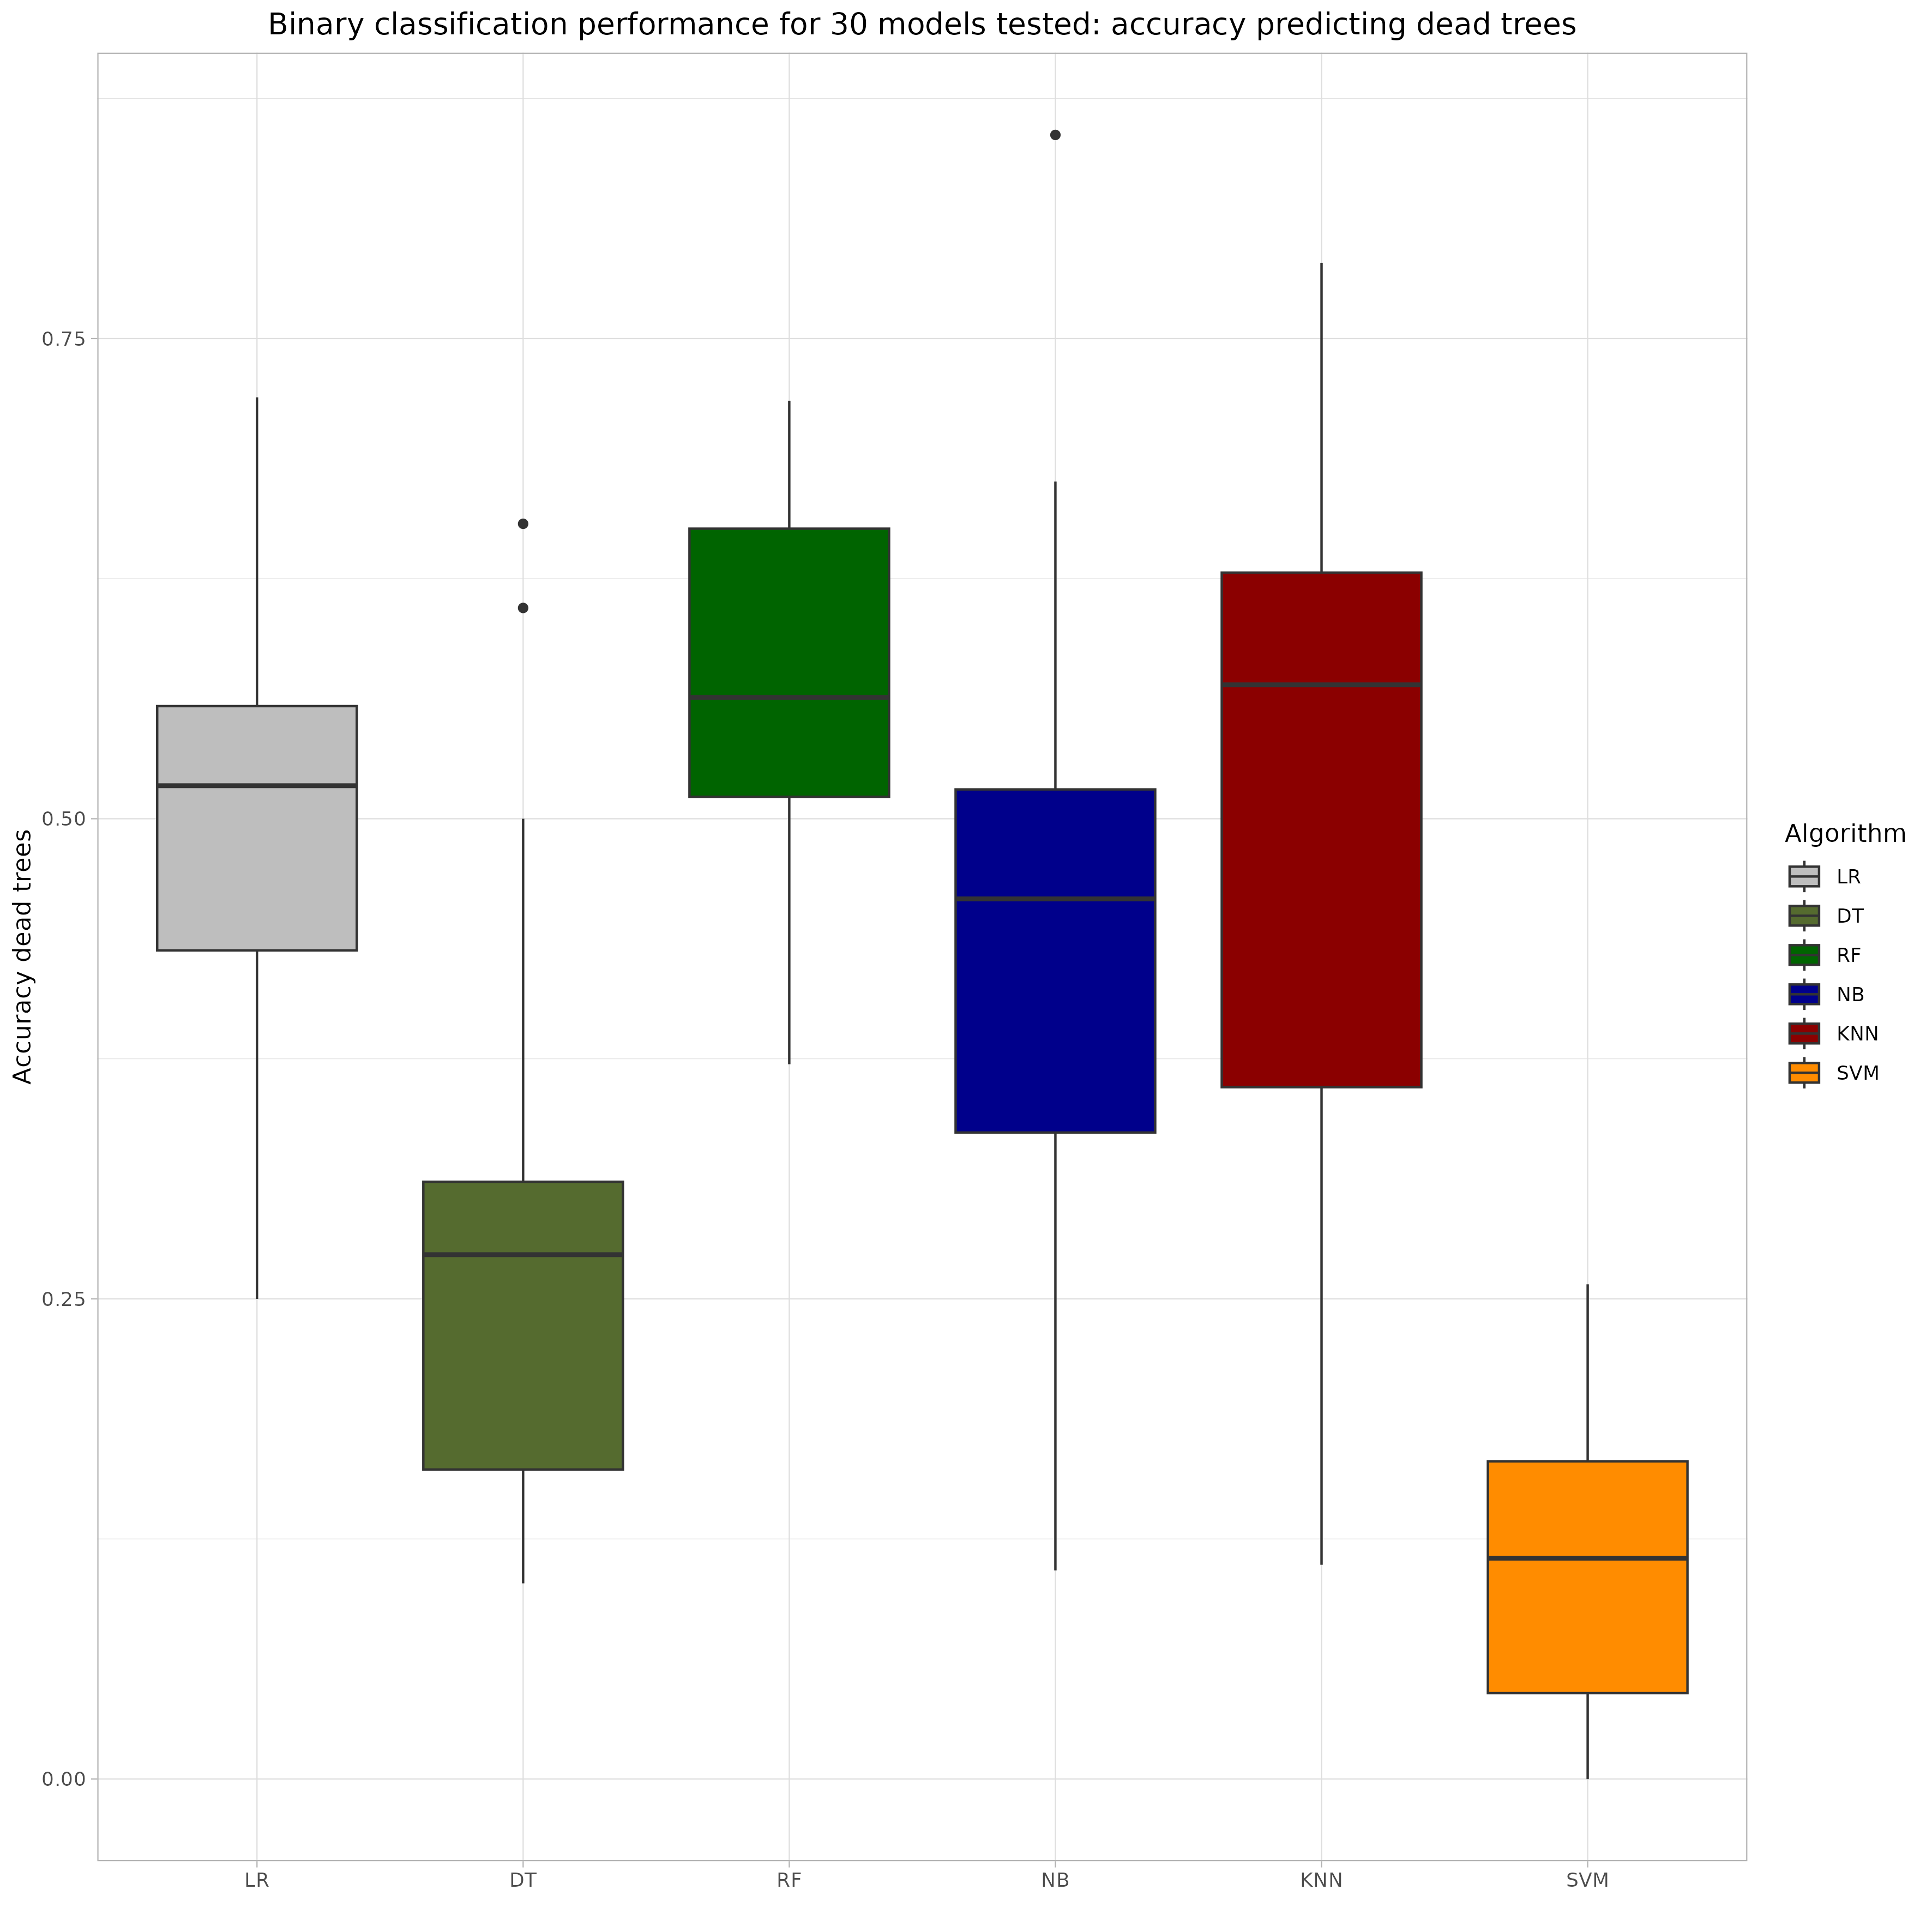 Binary classification performance for 30 models tested: accuracy predicting dead trees
Accuracy dead trees
0.75
0.50
0.25
0.00
LR
DT
RF
NB
KNN
SVM
Algorithm
LR
DT
RF
NB
KNN
SVM